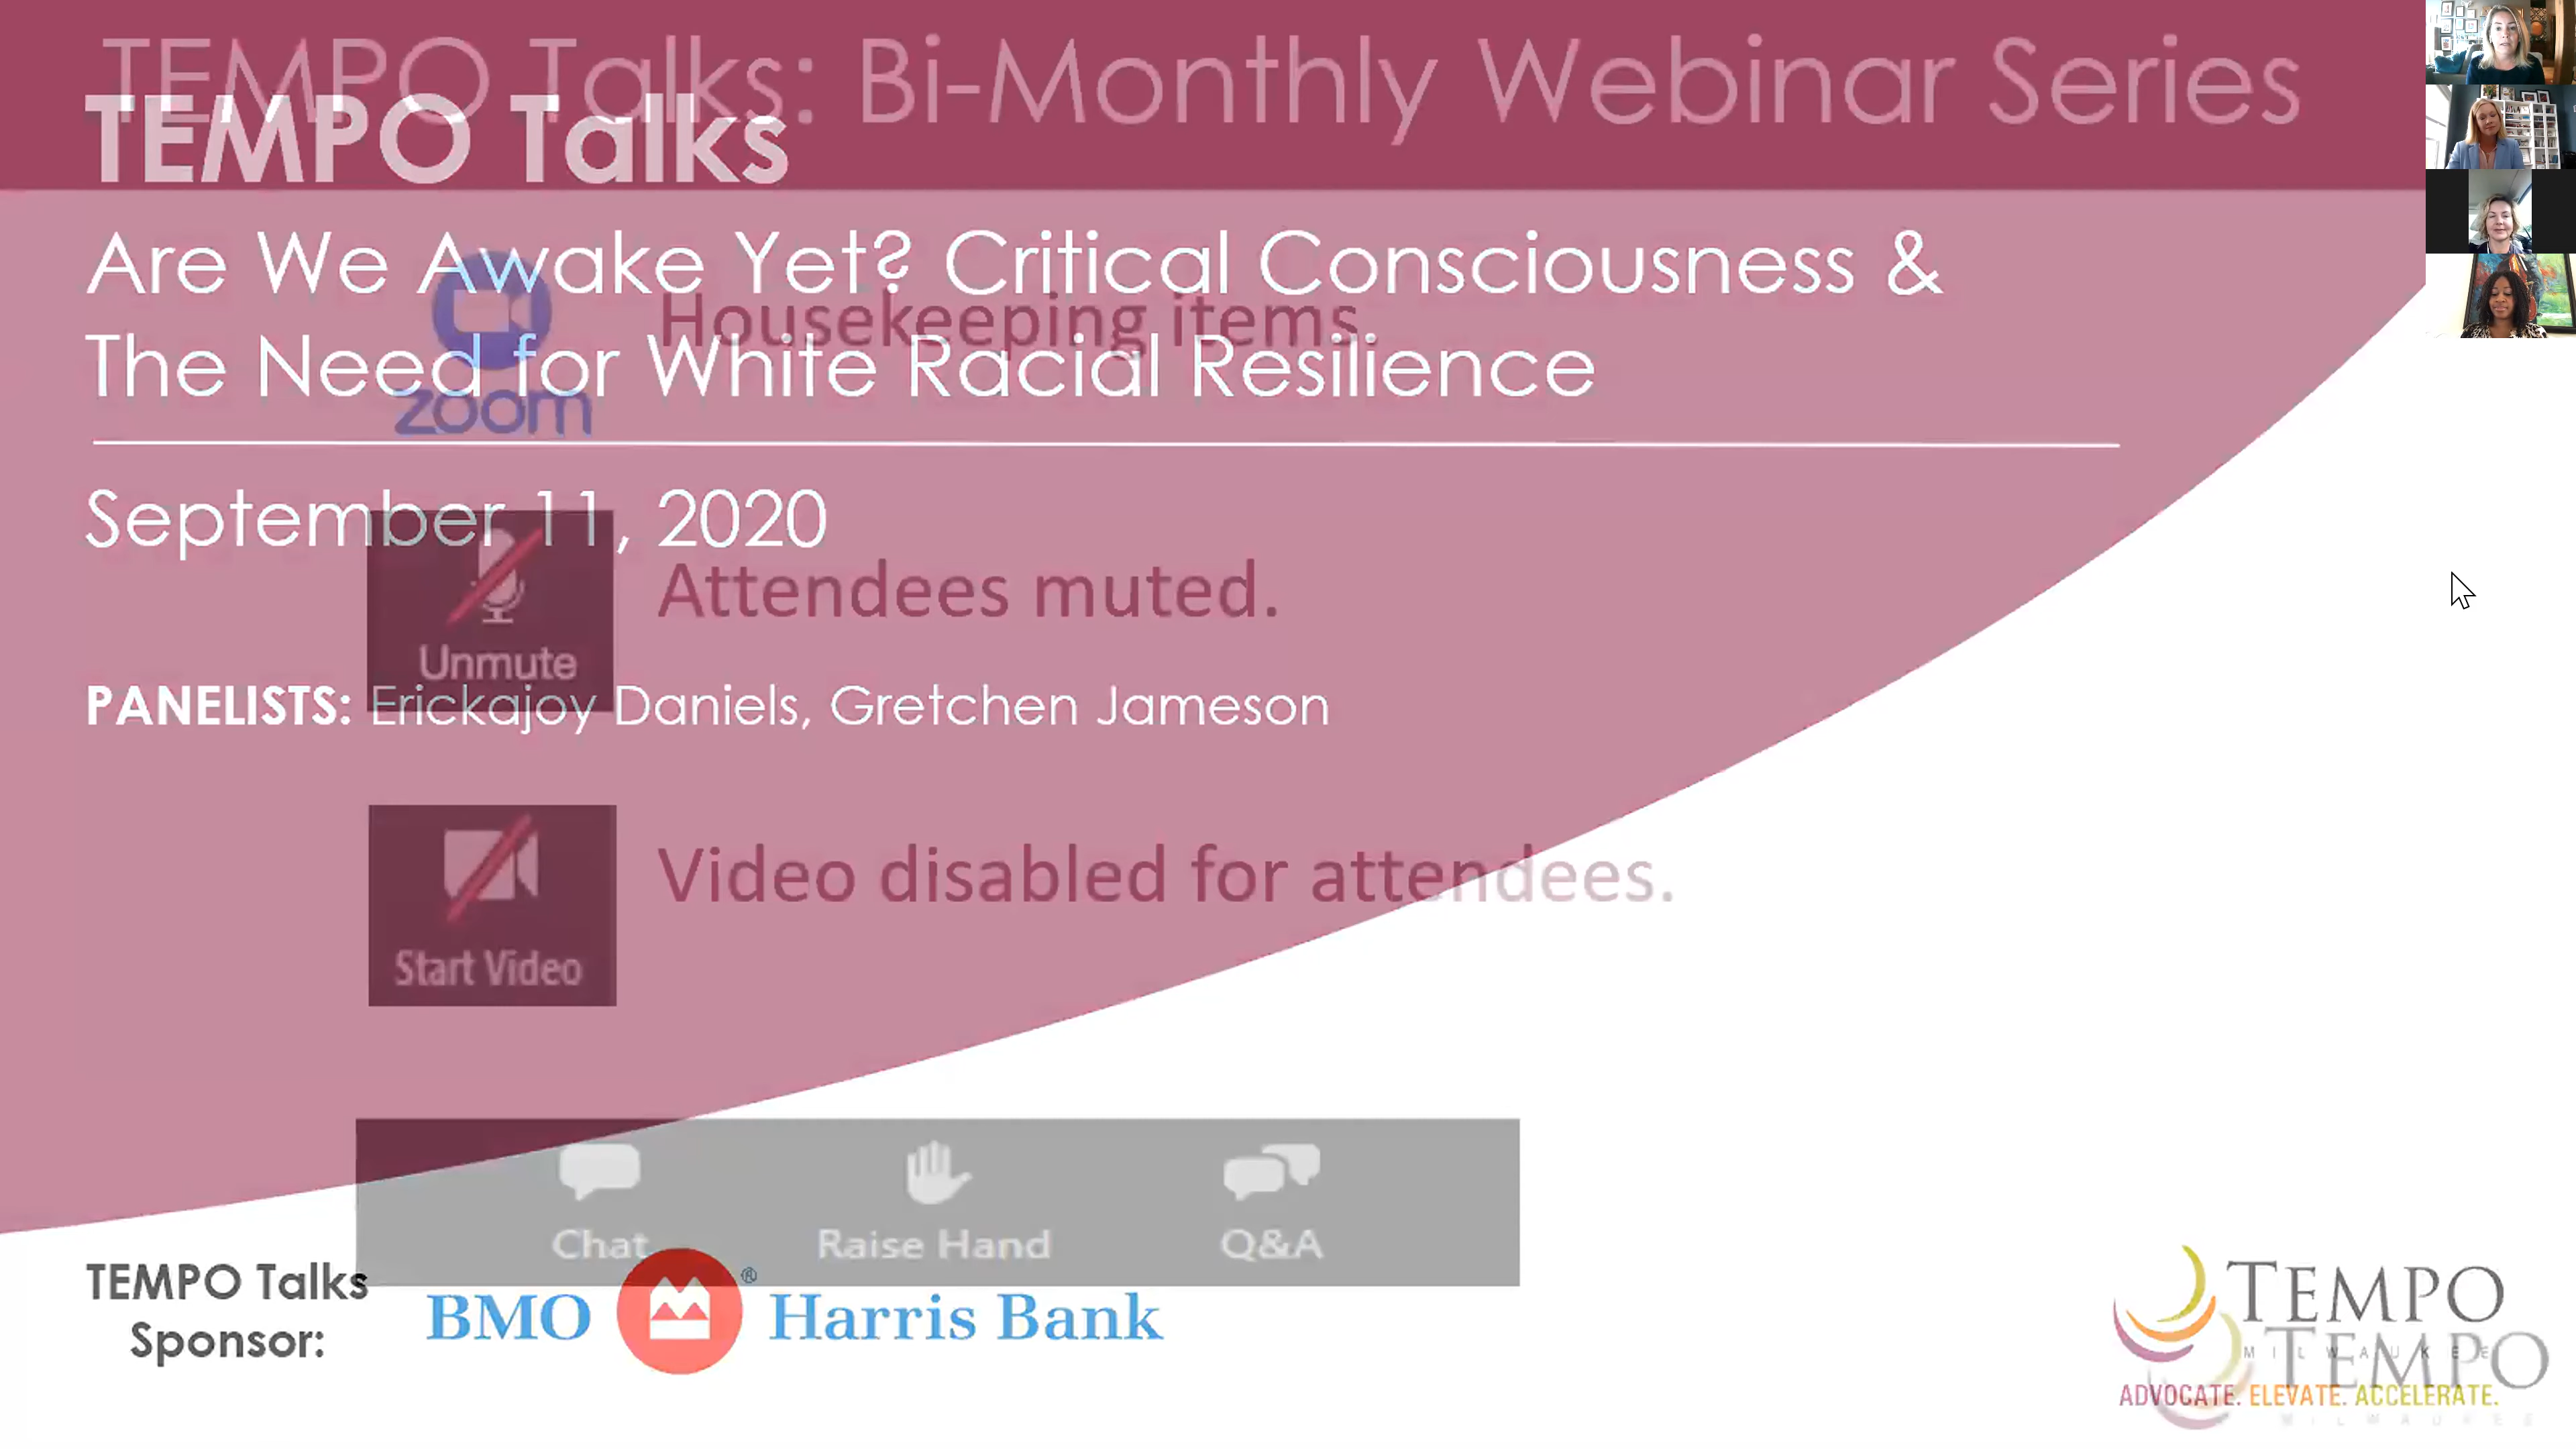 TEMPO Talks: Bi-Monthly Webinar Series
TEMPO Talks
Are We Awake Yet? Critical Consciousness &
The Need for White Racial Resilience
Housekeeping items.
zoom
September 11, 2020
Attendees muted.
Unmute
PANELISTS: Erickajoy Daniels, Gretchen Jameson
Video disabled for attendees.
Start Video
Chat Raise Hand Q&A
TEMPO Talks
Sponsor:
BMO Harris Bank®
TEMPO
MILWAUKEE
TEMPO
ADVOCATE. ELEVATE. ACCELERATE.
MILWAUKEE